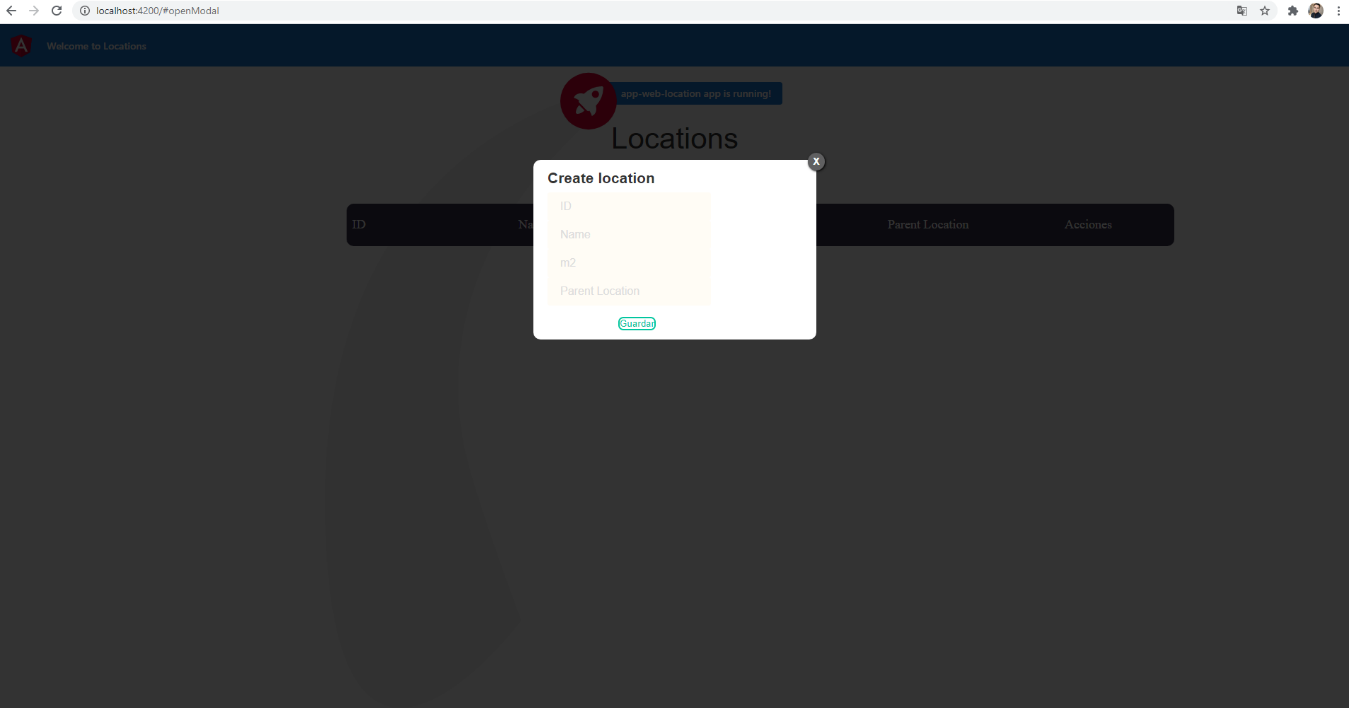 localhost:4200/#openModal
A Welcome to Locations
app-web-location app is running!
Locations
X
Create location
ID
Name
m2
Parent Location
Guardar
ID Na Parent Location Acciones